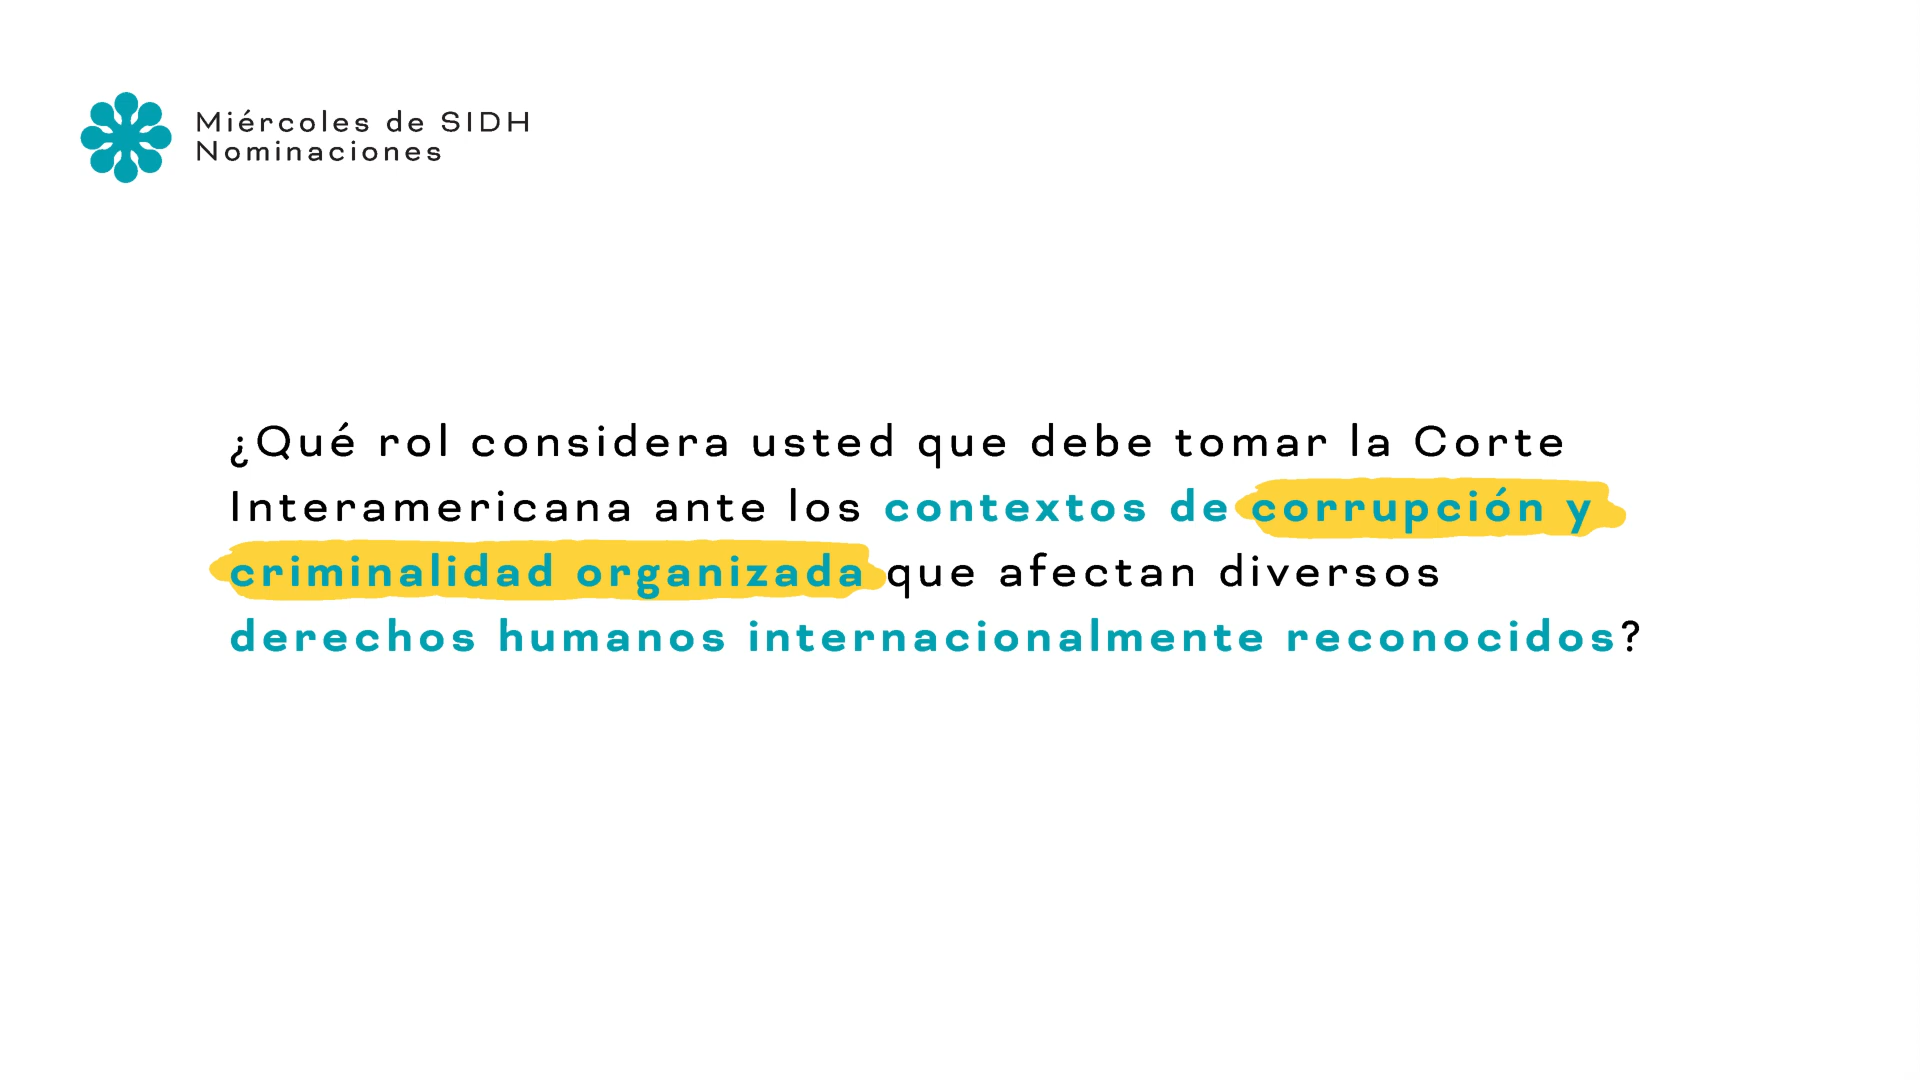 Miércoles de SIDH
Nominaciones
¿Qué rol considera usted que debe tomar la Corte
Interamericana ante los contextos de corrupción y
criminalidad organizada que afectan diversos
derechos humanos internacionalmente reconocidos?